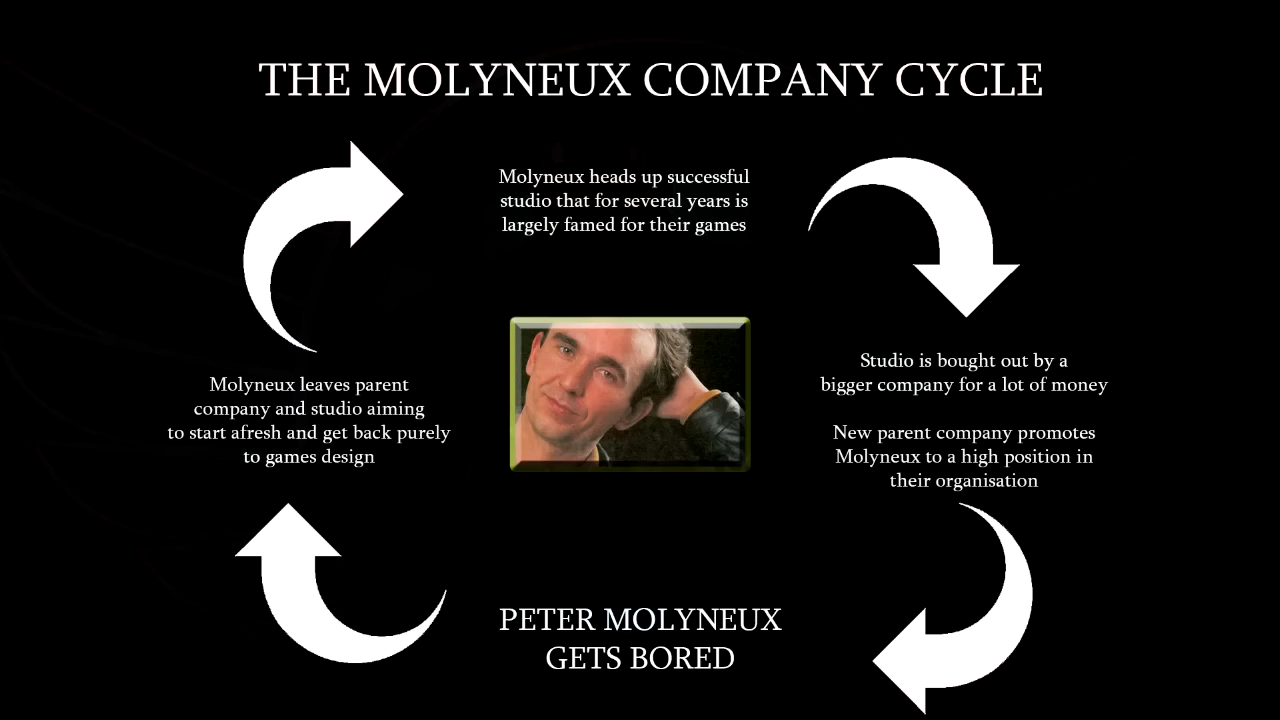 THE MOLYNEUX COMPANY CYCLE
Molyneux heads up successful
studio that for several years is
largely famed for their games
Studio is bought out by a
bigger company for a lot of money
New parent company promotes
Molyneux to a high position in
their organisation
PETER MOLYNEUX
GETS BORED
Molyneux leaves parent
company and studio aiming
to start afresh and get back purely
to games design